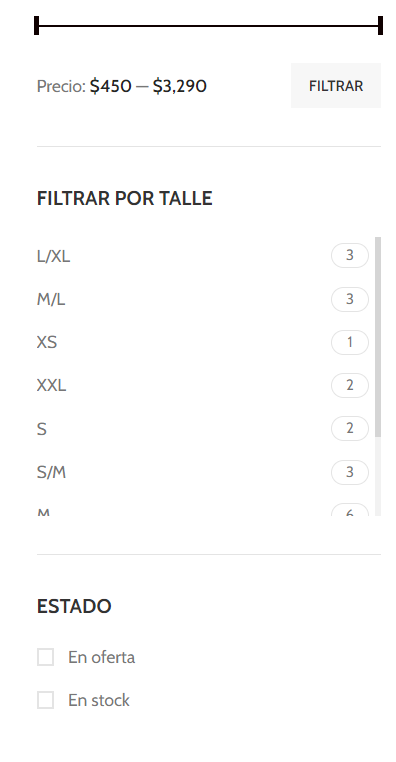 Precio: $450 — $3,290 FILTRAR
FILTRAR POR TALLE
L/XL 3
M/L 3
XS 1
XXL 2
S 2
S/M 3
M 6
ESTADO
En oferta
En stock